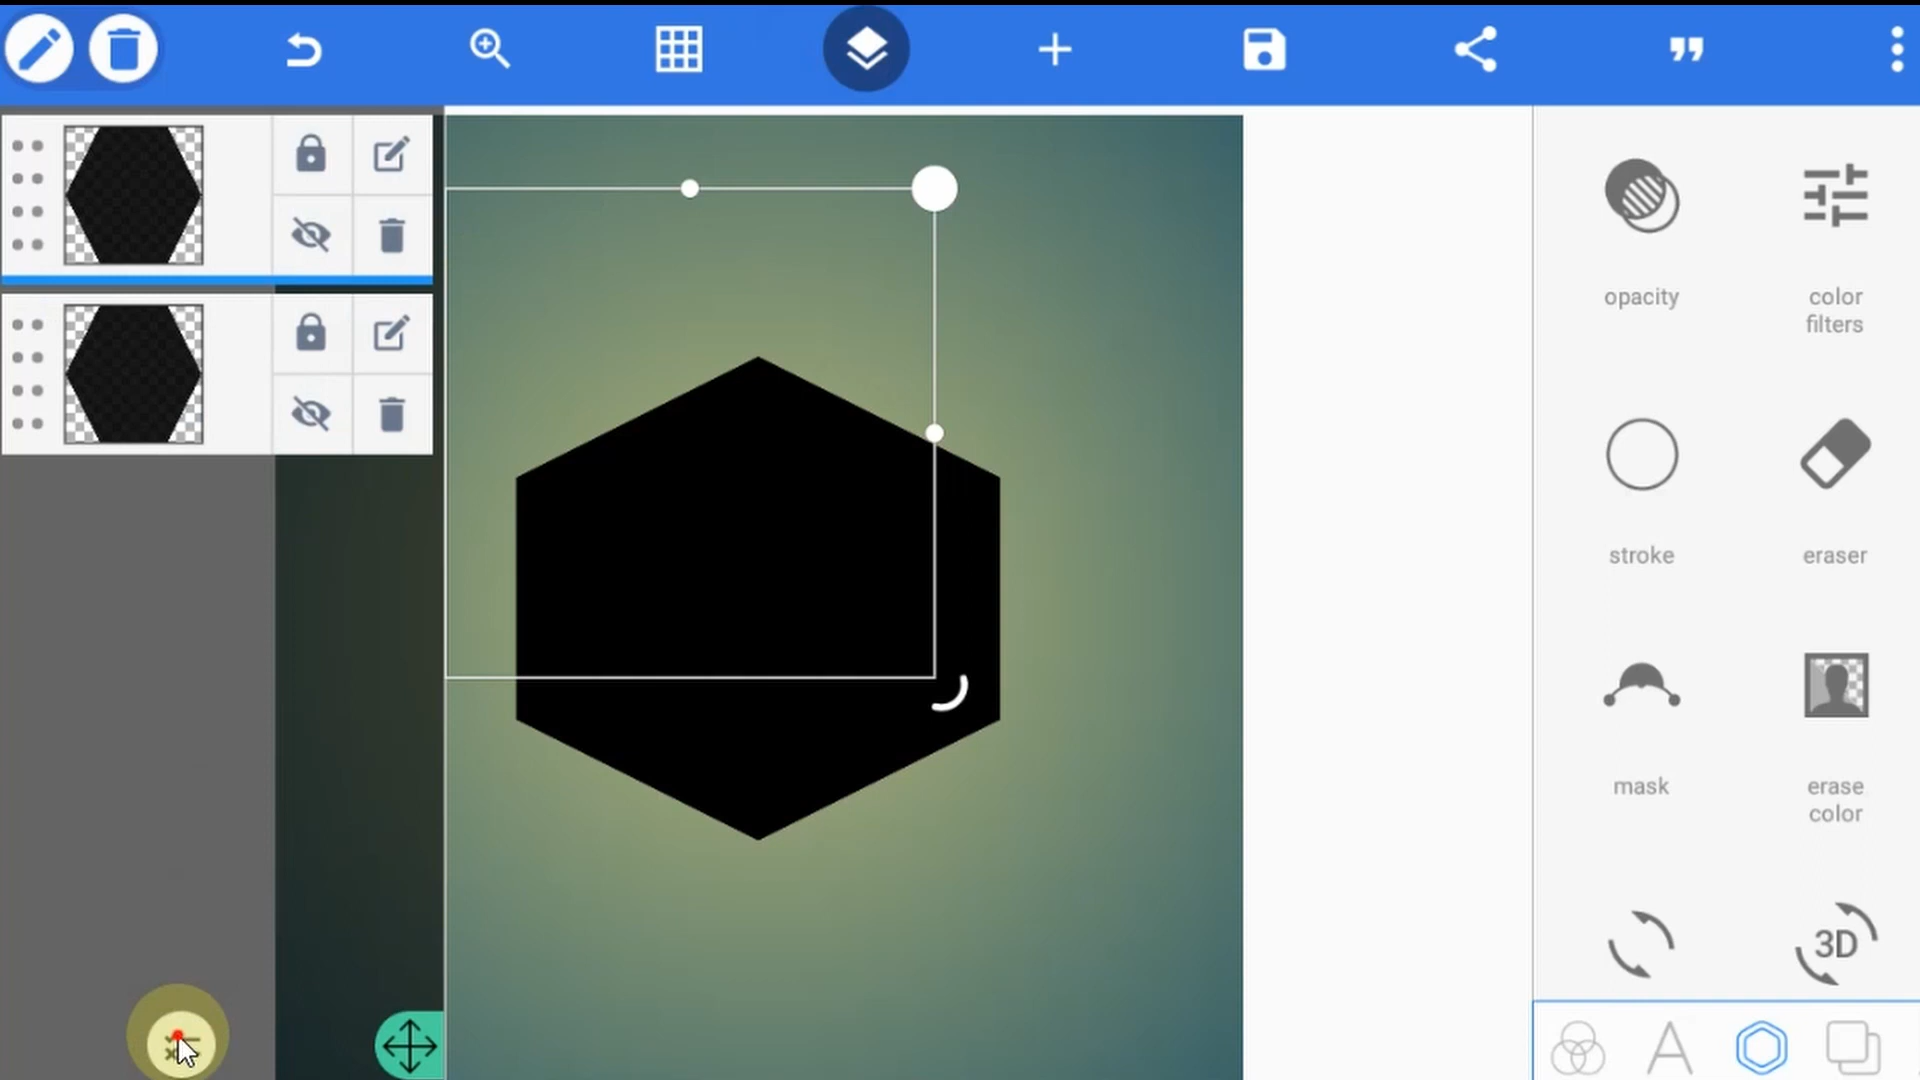 opacity
color
filters
stroke
eraser
mask
erase
color
3D
A